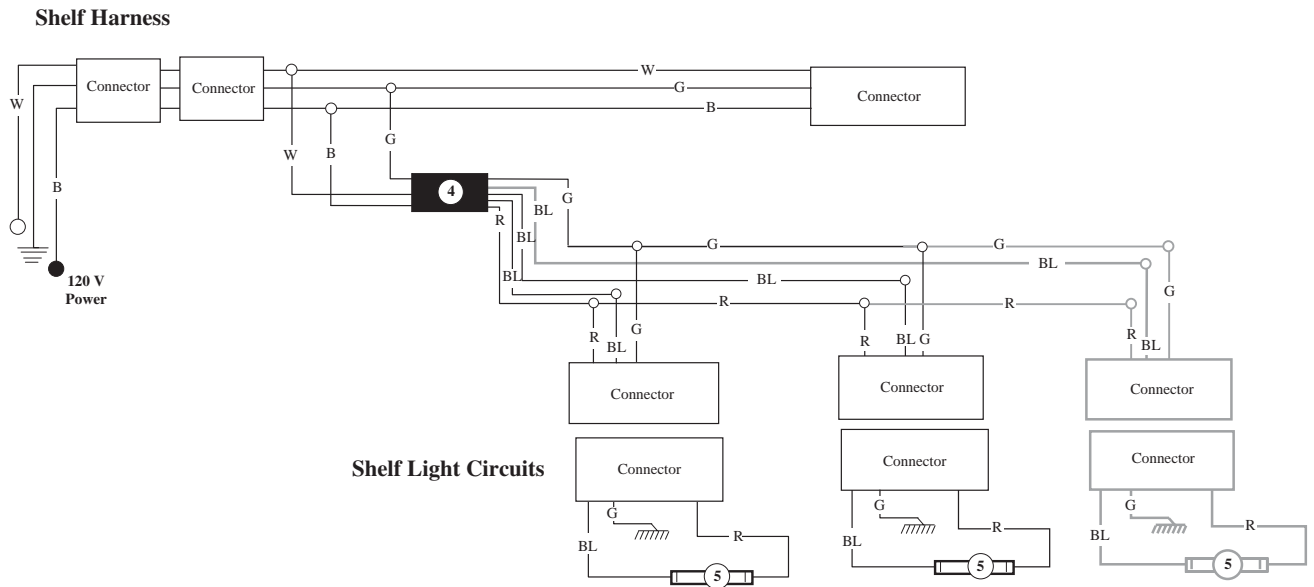 Shelf Harness
Connector
Connector
Connector
W
G
B
W
B
W
B
G
4
120 V
Power
R
BL
BL
BL
G
G
G
BL
BL
R
R
R
BL
G
R
BL
G
R
BL
G
Connector
Connector
Connector
Shelf Light Circuits
Connector
Connector
Connector
G
BL
R
5
G
BL
R
5
G
BL
R
5